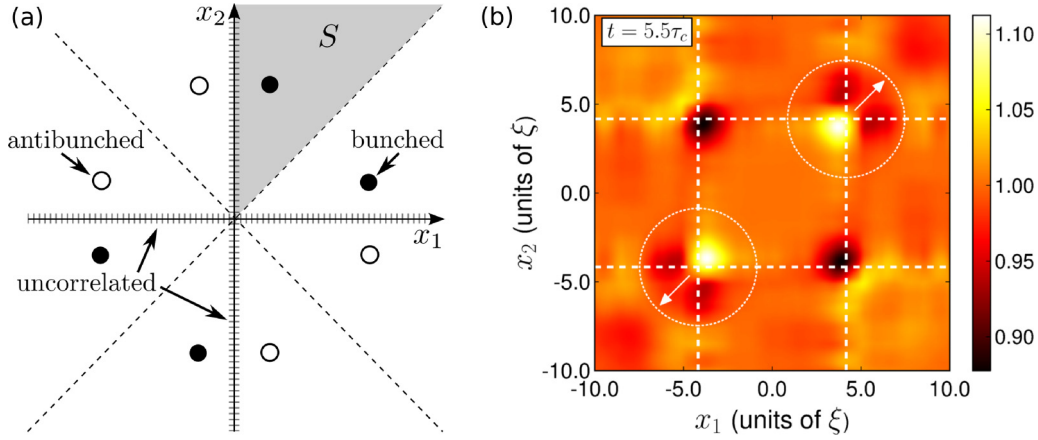 (a)
x₂
S
antibunched
bunched
x₁
uncorrelated
(b)
t = 5.5τ_c
10.0
5.0
0.0
-5.0
-10.0
x₂ (units of ξ)
-10.0 -5.0 0.0 5.0 10.0
x₁ (units of ξ)
1.10
1.05
1.00
0.95
0.90